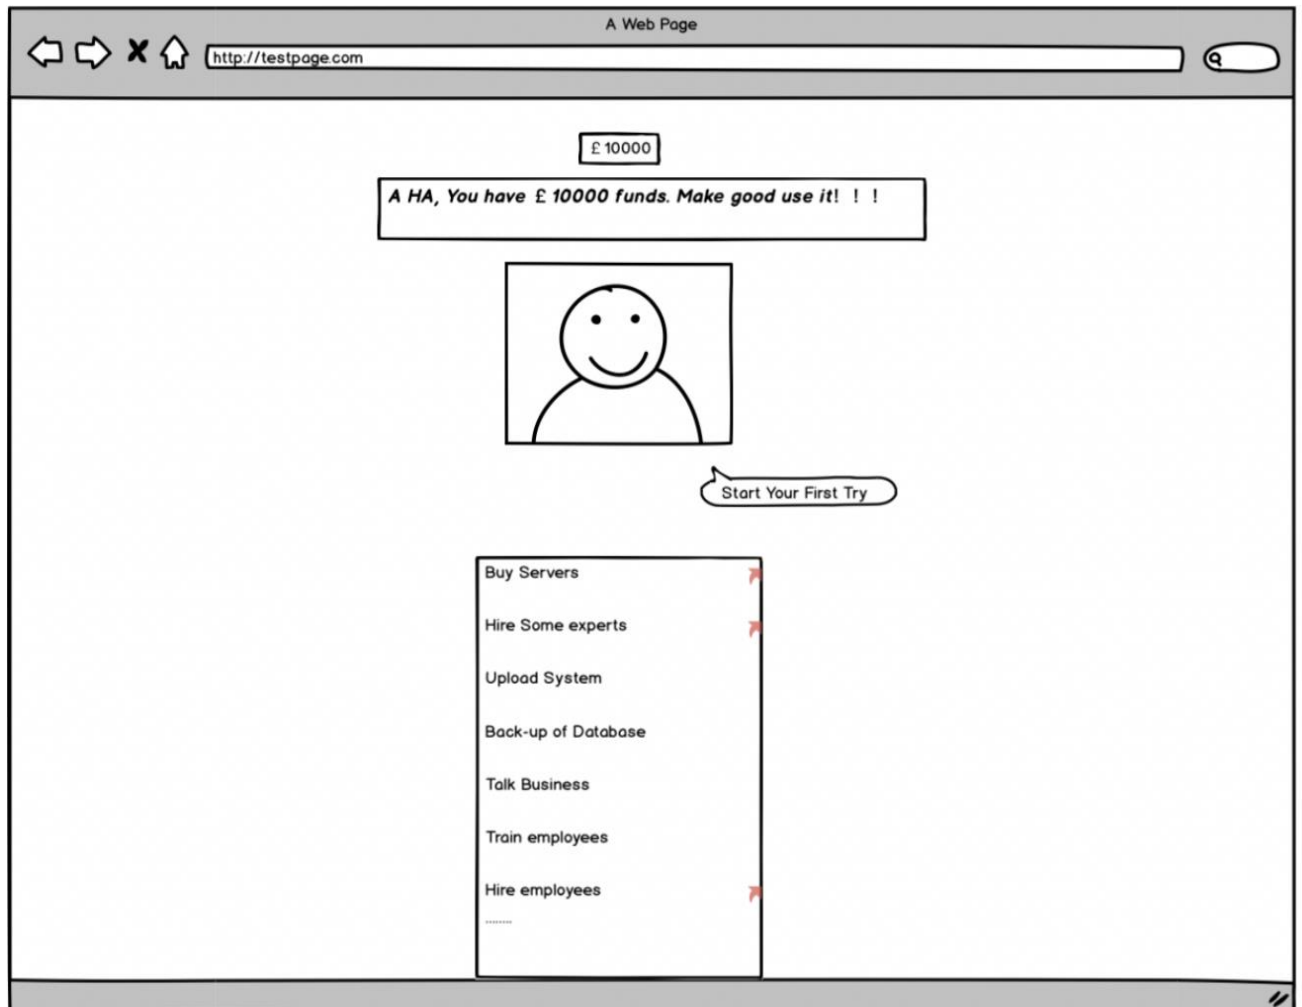 A Web Page
http://testpage.com
£ 10000
A HA, You have £ 10000 funds. Make good use it! ! !
Start Your First Try
Buy Servers
Hire Some experts
Upload System
Back-up of Database
Talk Business
Train employees
Hire employees
........